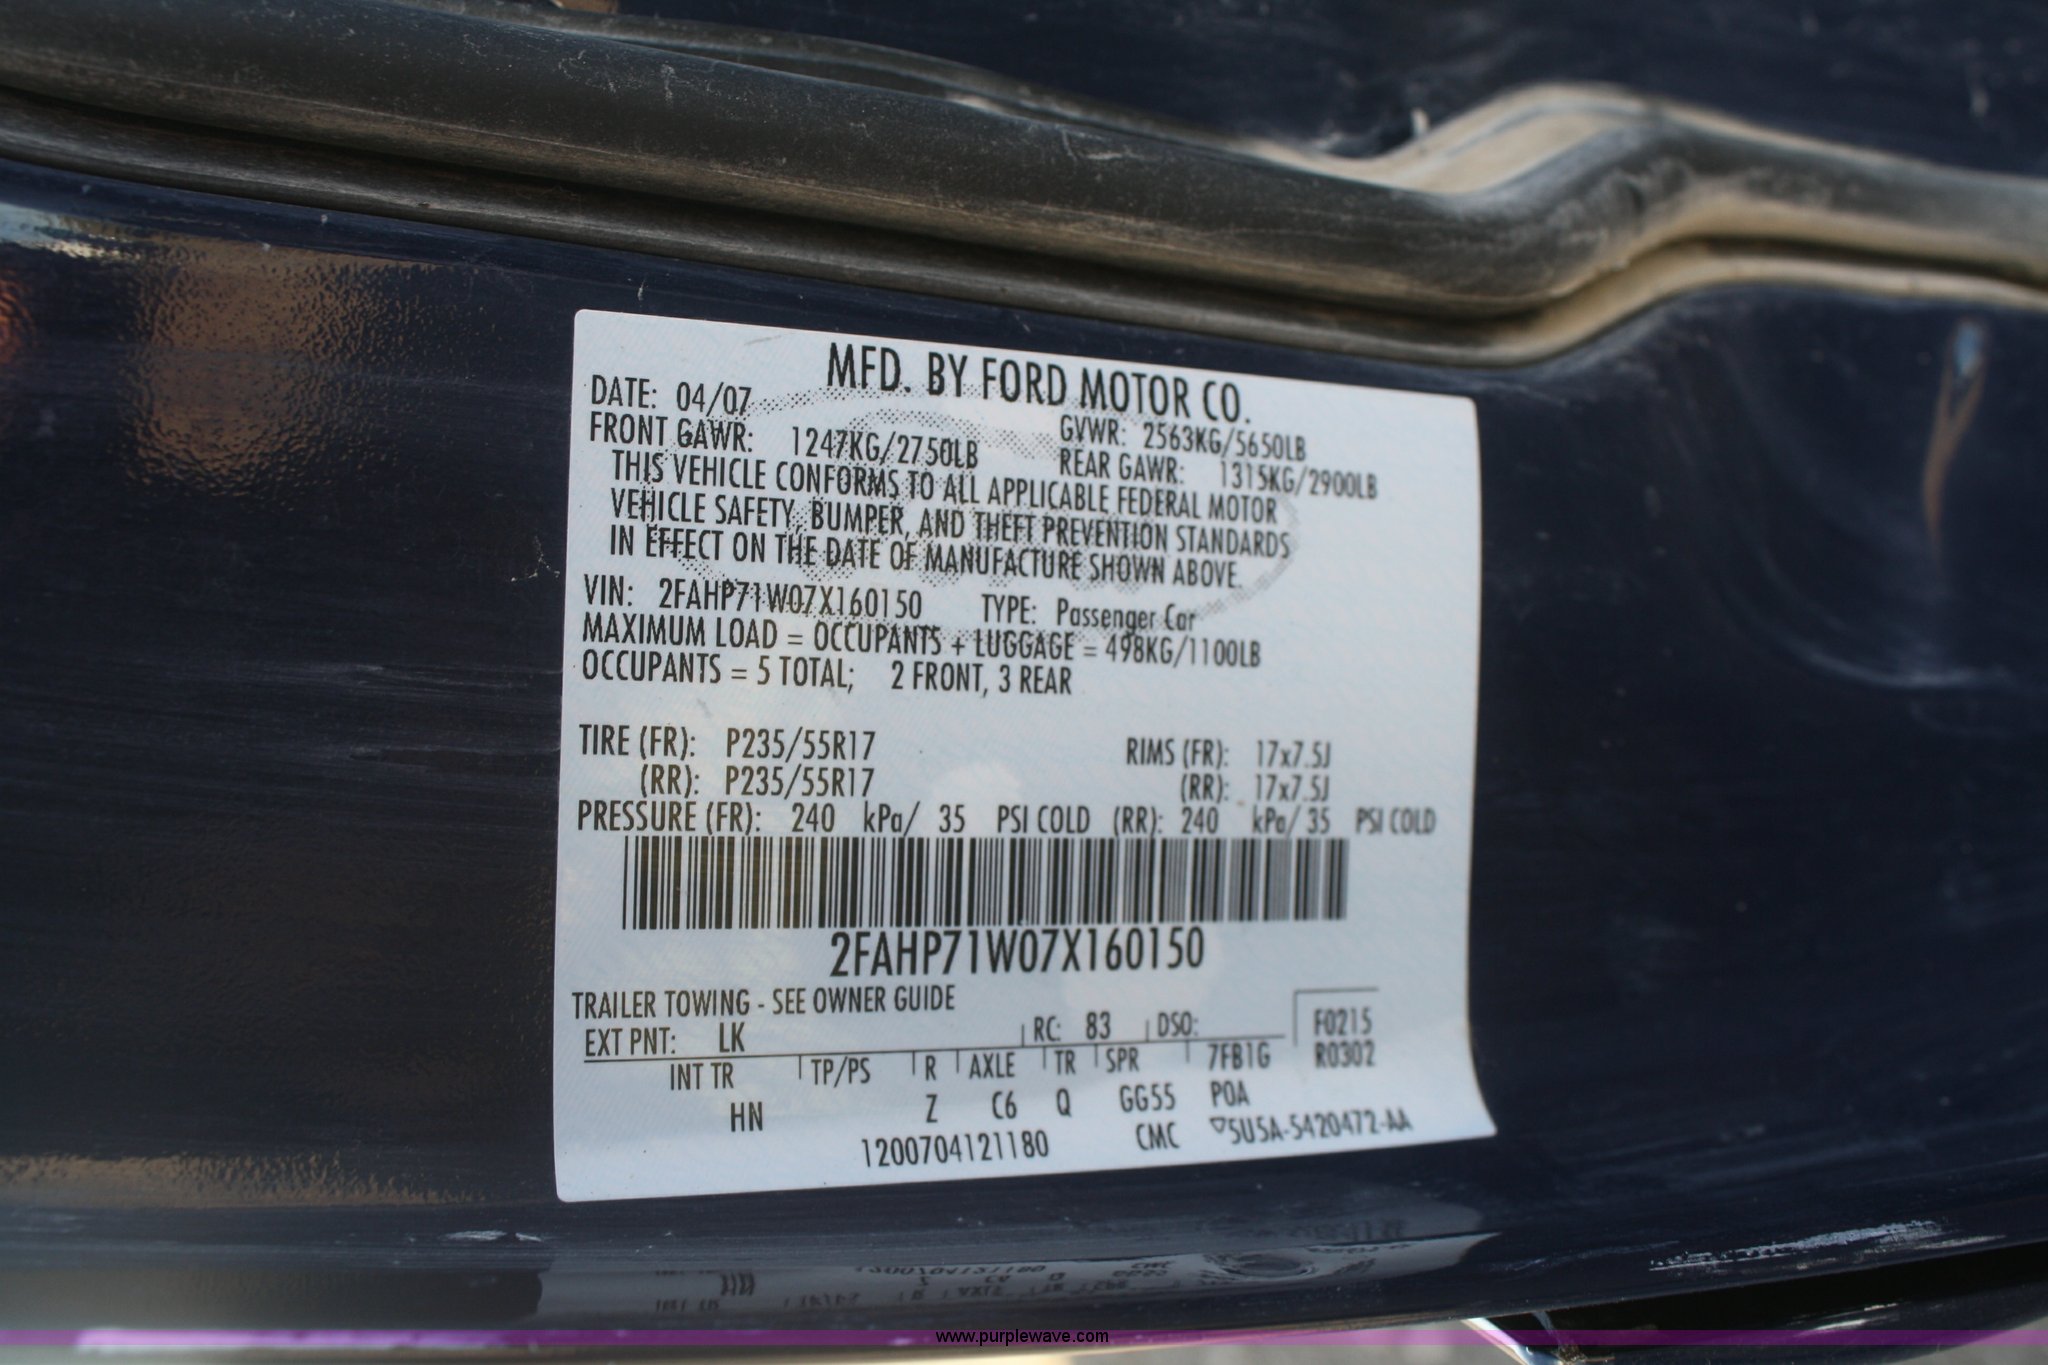 MFD. BY FORD MOTOR CO.
DATE: 04/07
GVWR: 2563KG/5650LB
FRONT GAWR: 1247KG/2750LB
REAR GAWR: 1315KG/2900LB
THIS VEHICLE CONFORMS TO ALL APPLICABLE FEDERAL MOTOR
VEHICLE SAFETY, BUMPER, AND THEFT PREVENTION STANDARDS
IN EFFECT ON THE DATE OF MANUFACTURE SHOWN ABOVE.
VIN: 2FAHP71W07X160150 TYPE: Passenger Car
MAXIMUM LOAD = OCCUPANTS + LUGGAGE = 498KG/1100LB
OCCUPANTS = 5 TOTAL; 2 FRONT, 3 REAR
TIRE (FR): P235/55R17 RIMS (FR): 17x7.5J
(RR): P235/55R17 (RR): 17x7.5J
PRESSURE (FR): 240 kPa/ 35 PSI COLD (RR): 240 kPa/ 35 PSI COLD
2FAHP71W07X160150
TRAILER TOWING - SEE OWNER GUIDE
EXT PNT: LK RC: 83 DSO: F0215
INT TR TP/PS R AXLE TR SPR 7FB1G R0302
HN Z C6 Q GG55 POA
1200704121180 CMC ▽5U5A-5420472-AA
www.purplewave.com